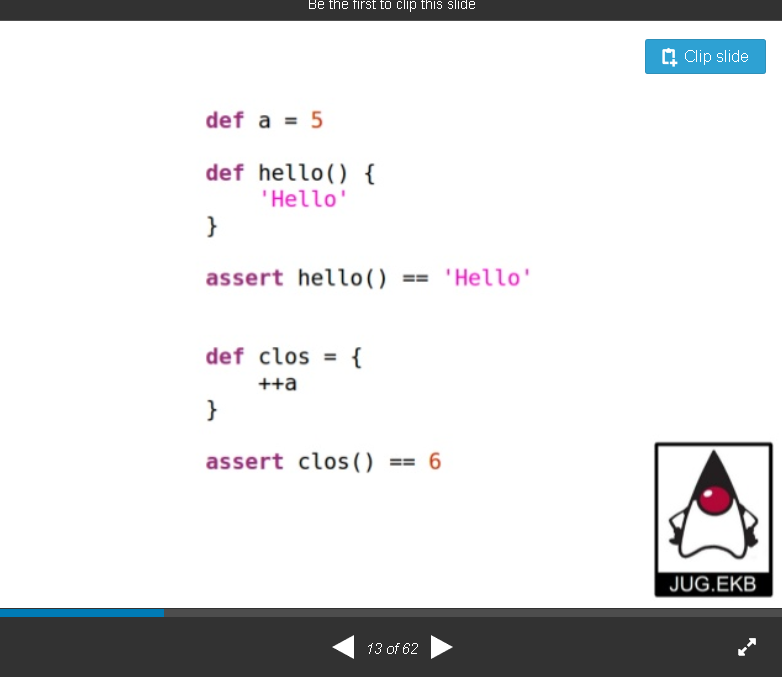 Be the first to clip this slide
Clip slide
def a = 5
def hello() {
'Hello'
}
assert hello() == 'Hello'
def clos = {
++a
}
assert clos() == 6
JUG.EKB
13 of 62